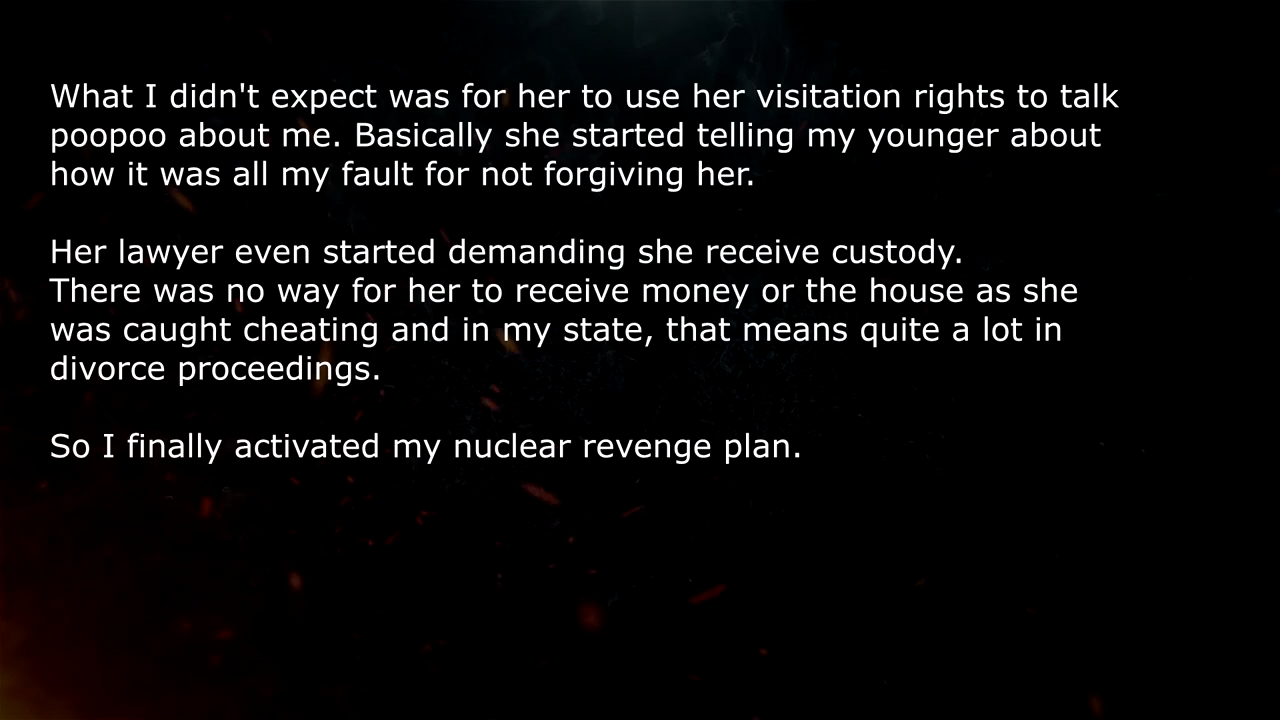 What I didn't expect was for her to use her visitation rights to talk
poopoo about me. Basically she started telling my younger about
how it was all my fault for not forgiving her.
Her lawyer even started demanding she receive custody.
There was no way for her to receive money or the house as she
was caught cheating and in my state, that means quite a lot in
divorce proceedings.
So I finally activated my nuclear revenge plan.